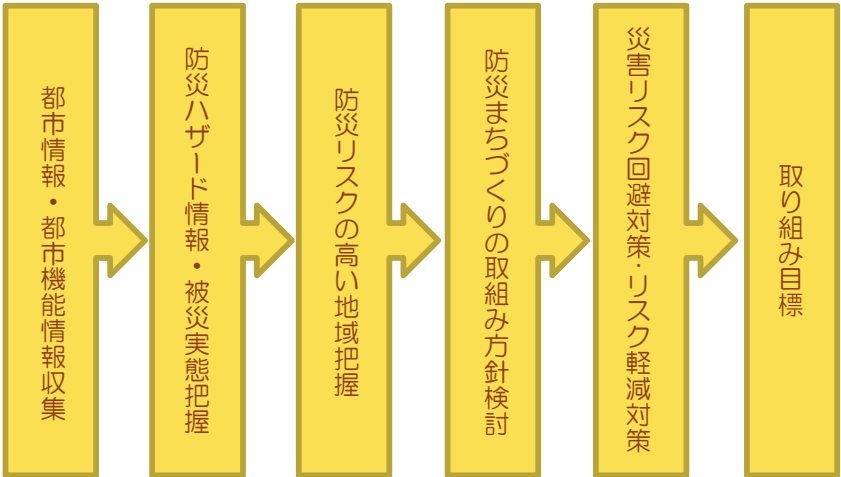 都市情報・都市機能情報収集
防災ハザード情報・被災実態把握
防災リスクの高い地域把握
防災まちづくりの取組み方針検討
災害リスク回避対策・リスク軽減対策
取り組み目標